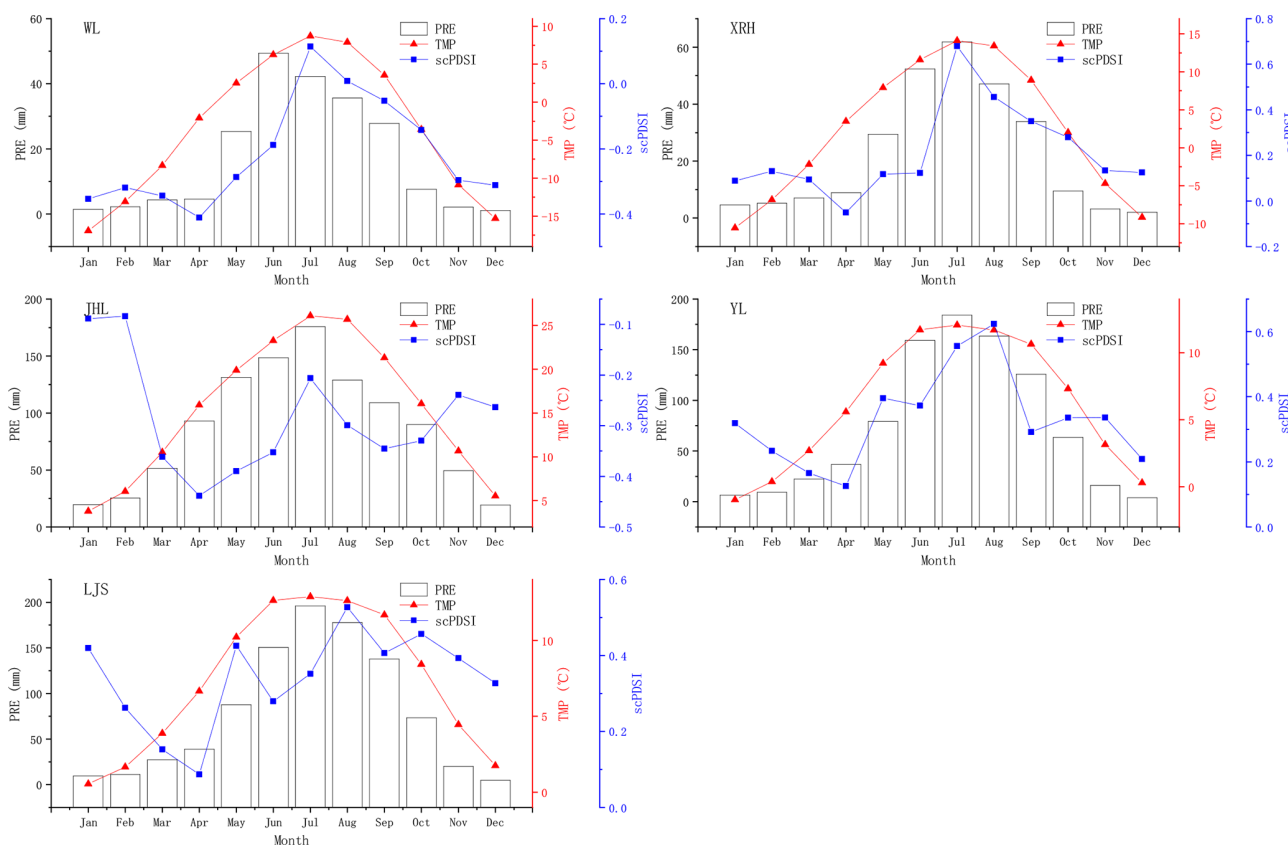 WL
PRE
TMP
scPDSI
60
40
20
0
PRE (mm)
10
5
0
-5
-10
-15
TMP (℃)
0.2
0.0
-0.2
-0.4
scPDSI
Jan Feb Mar Apr May Jun Jul Aug Sep Oct Nov Dec
Month
XRH
PRE
TMP
scPDSI
60
40
20
0
PRE (mm)
15
10
5
0
-5
-10
TMP (℃)
0.8
0.6
0.4
0.2
0.0
-0.2
scPDSI
Jan Feb Mar Apr May Jun Jul Aug Sep Oct Nov Dec
Month
JHL
PRE
TMP
scPDSI
200
150
100
50
0
PRE (mm)
25
20
15
10
5
TMP (℃)
-0.1
-0.2
-0.3
-0.4
-0.5
scPDSI
Jan Feb Mar Apr May Jun Jul Aug Sep Oct Nov Dec
Month
YL
PRE
TMP
scPDSI
200
150
100
50
0
PRE (mm)
10
5
0
TMP (℃)
0.6
0.4
0.2
0.0
scPDSI
Jan Feb Mar Apr May Jun Jul Aug Sep Oct Nov Dec
Month
LJS
PRE
TMP
scPDSI
200
150
100
50
0
PRE (mm)
10
5
0
TMP (℃)
0.6
0.4
0.2
0.0
scPDSI
Jan Feb Mar Apr May Jun Jul Aug Sep Oct Nov Dec
Month